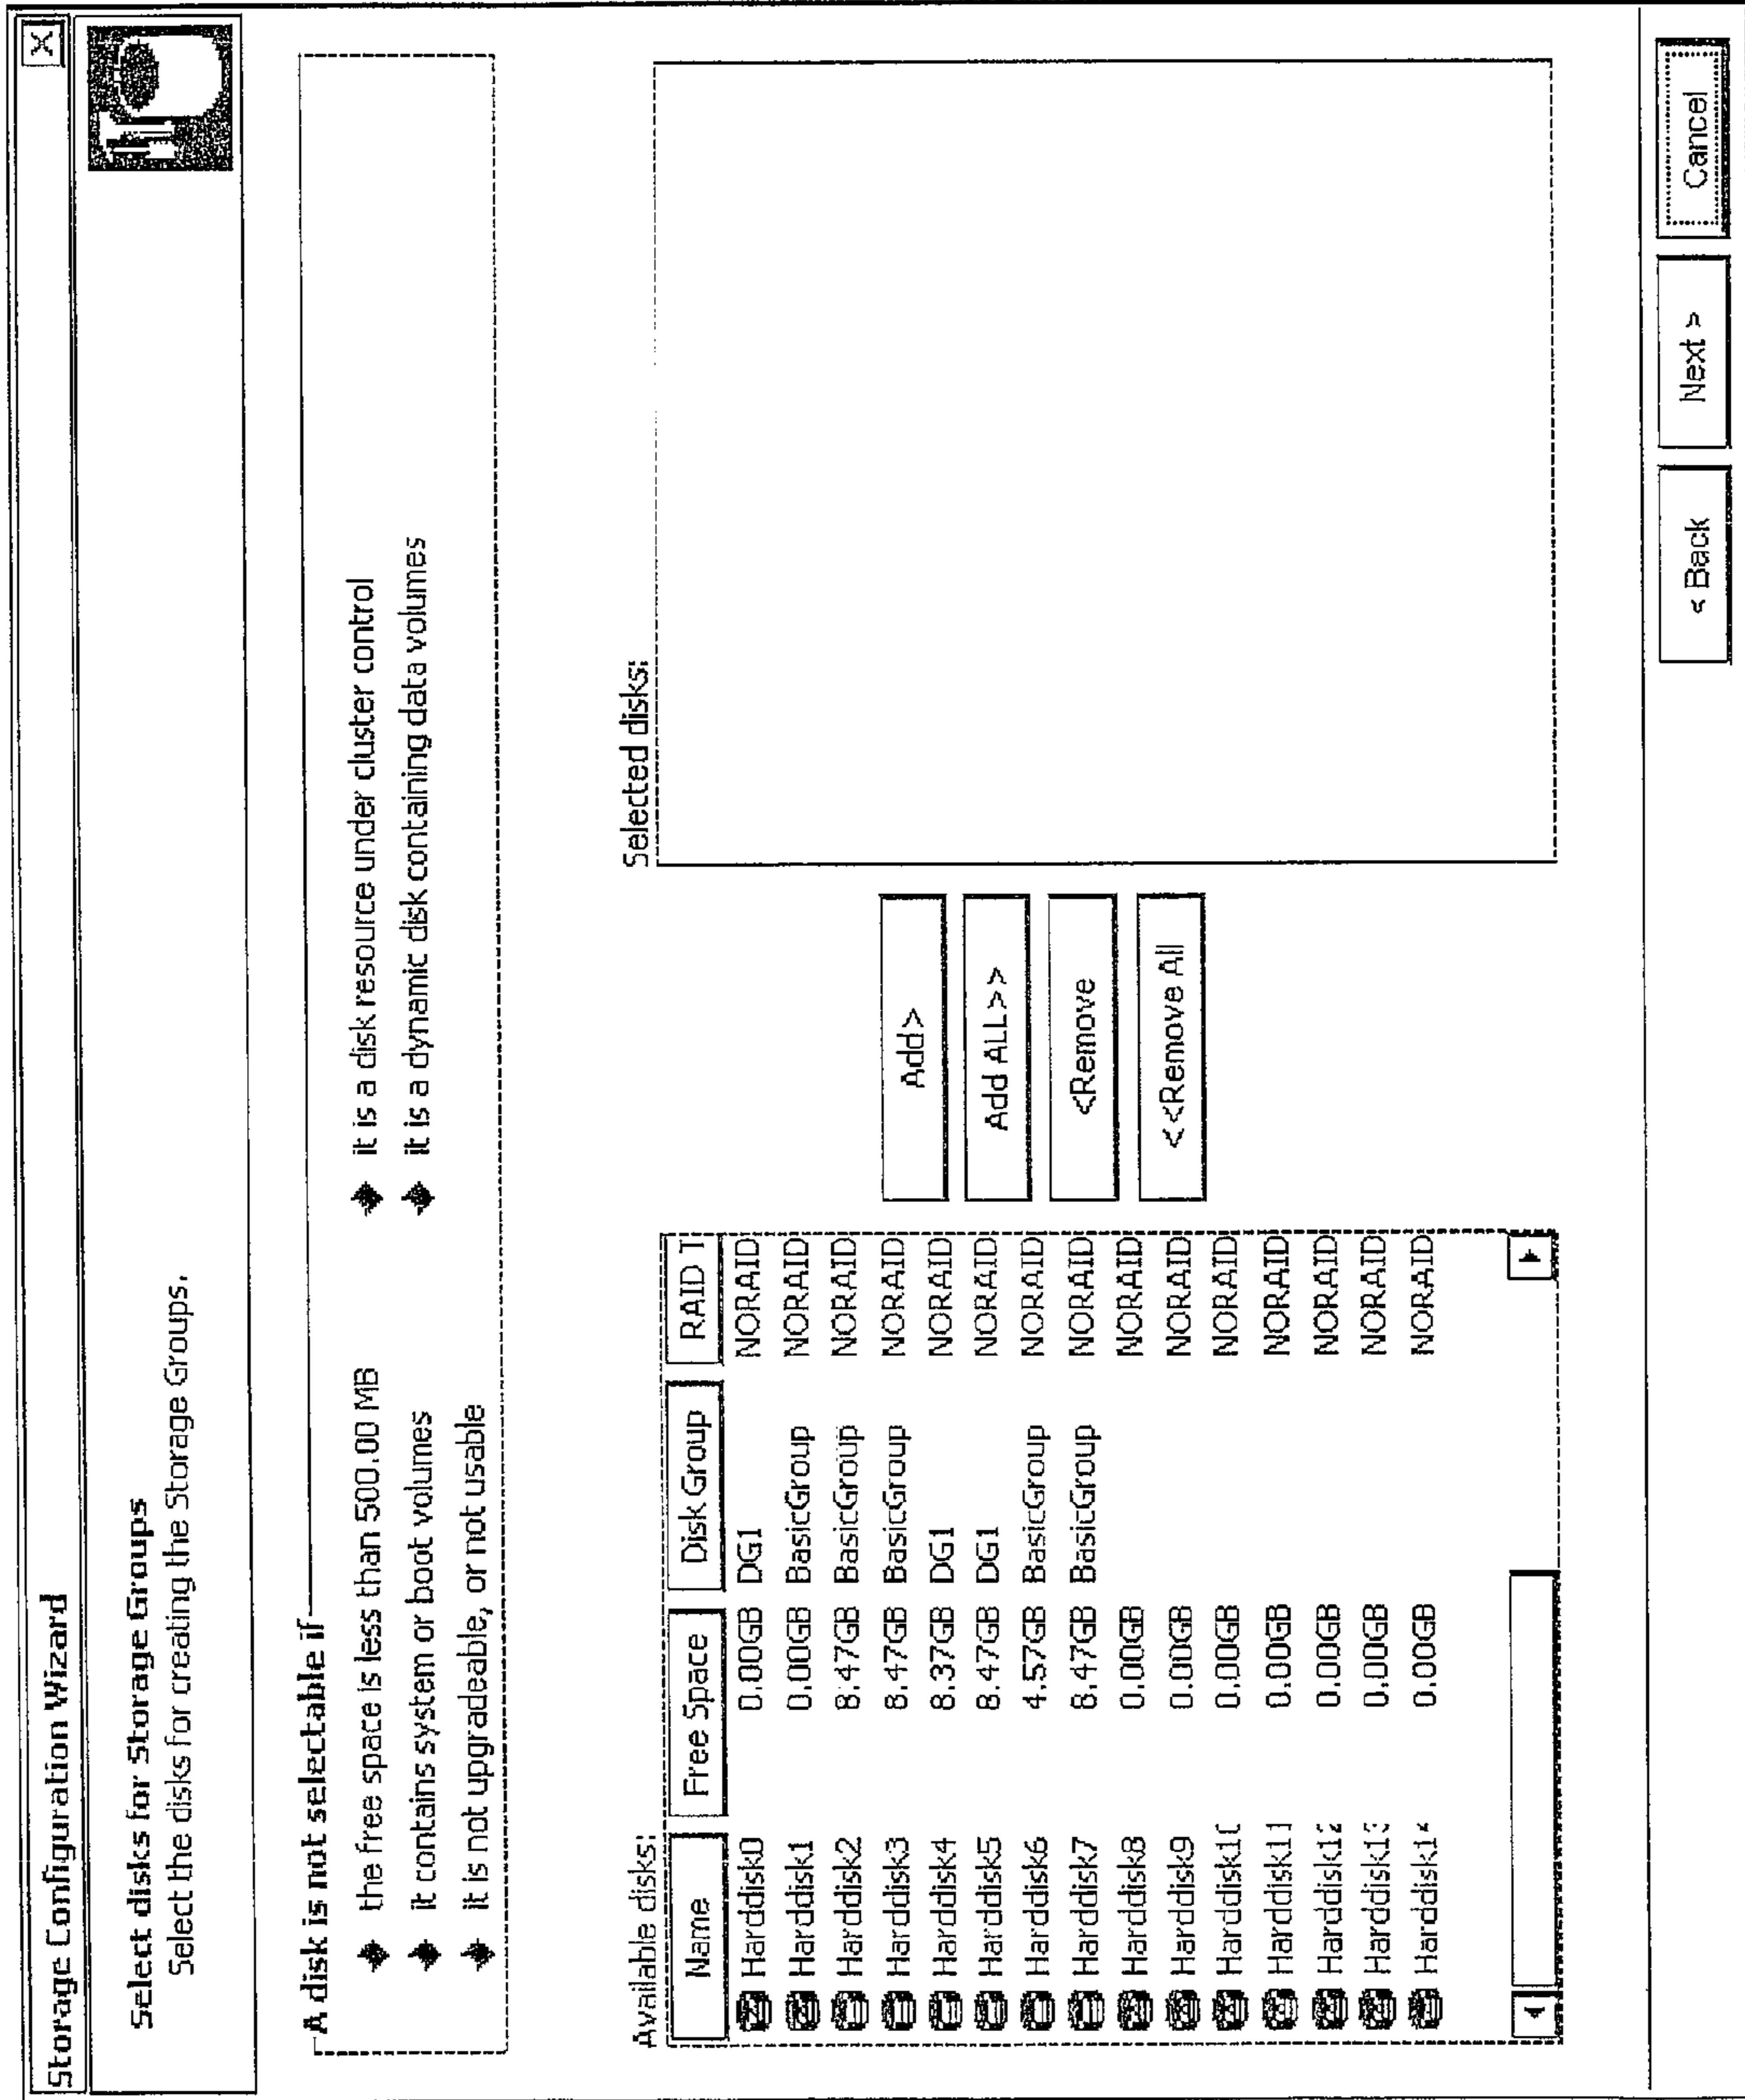 Storage Configuration Wizard
X
Select disks for Storage Groups
Select the disks for creating the Storage Groups.
A disk is not selectable if
the free space is less than 500.00 MB
it contains system or boot volumes
it is not upgradeable, or not usable
it is a disk resource under cluster control
it is a dynamic disk containing data volumes
Available disks:
Name Free Space Disk Group RAID T
Harddisk0 0.00GB DG1 NORAID
Harddisk1 0.00GB BasicGroup NORAID
Harddisk2 8.47GB BasicGroup NORAID
Harddisk3 8.47GB BasicGroup NORAID
Harddisk4 8.37GB DG1 NORAID
Harddisk5 8.47GB DG1 NORAID
Harddisk6 4.57GB BasicGroup NORAID
Harddisk7 8.47GB BasicGroup NORAID
Harddisk8 0.00GB NORAID
Harddisk9 0.00GB NORAID
Harddisk10 0.00GB NORAID
Harddisk11 0.00GB NORAID
Harddisk12 0.00GB NORAID
Harddisk13 0.00GB NORAID
Harddisk14 0.00GB NORAID
Add>
Add ALL>>
<Remove
<<Remove All
Selected disks:
< Back
Next >
Cancel